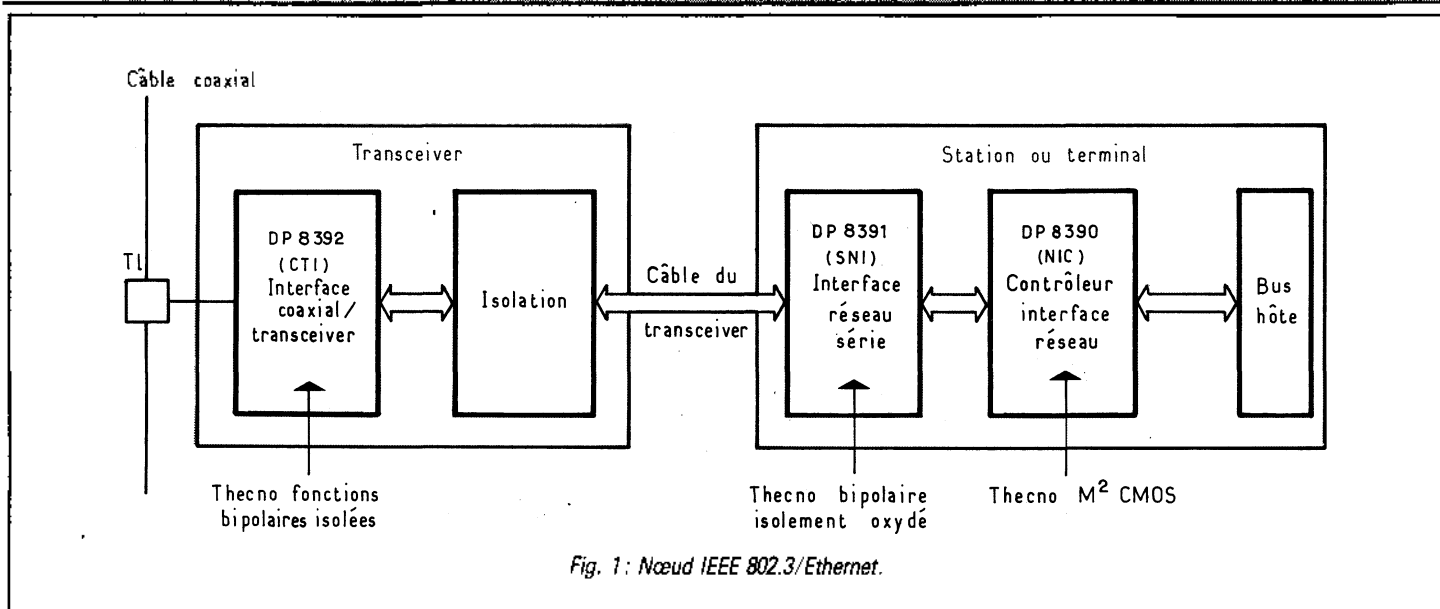 Câble coaxial
Transceiver
Station ou terminal
T1
DP 8392
(CTI)
Interface
coaxial/
transceiver
Isolation
Câble du
transceiver
DP 8391
(SNI)
Interface
réseau
série
DP 8390
(NIC)
Contrôleur
interface
réseau
Bus
hôte
Thecno fonctions
bipolaires isolées
Thecno bipolaire
isolement oxydé
Thecno M² CMOS
Fig. 1: Nœud IEEE 802.3/Ethernet.